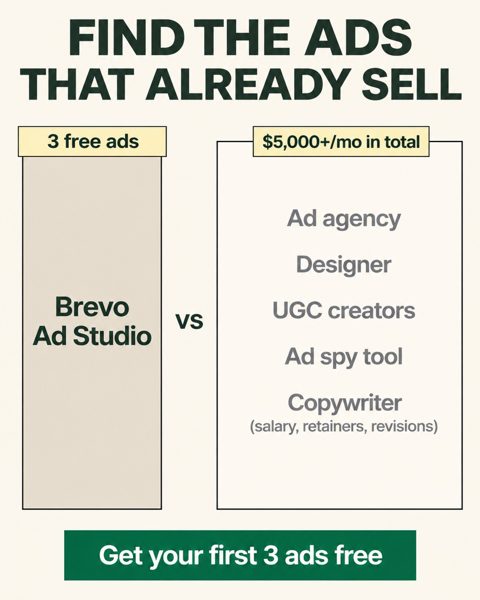 FIND THE ADS
THAT ALREADY SELL
3 free ads
Brevo
Ad Studio
vs
$5,000+/mo in total
Ad agency
Designer
UGC creators
Ad spy tool
Copywriter
(salary, retainers, revisions)
Get your first 3 ads free